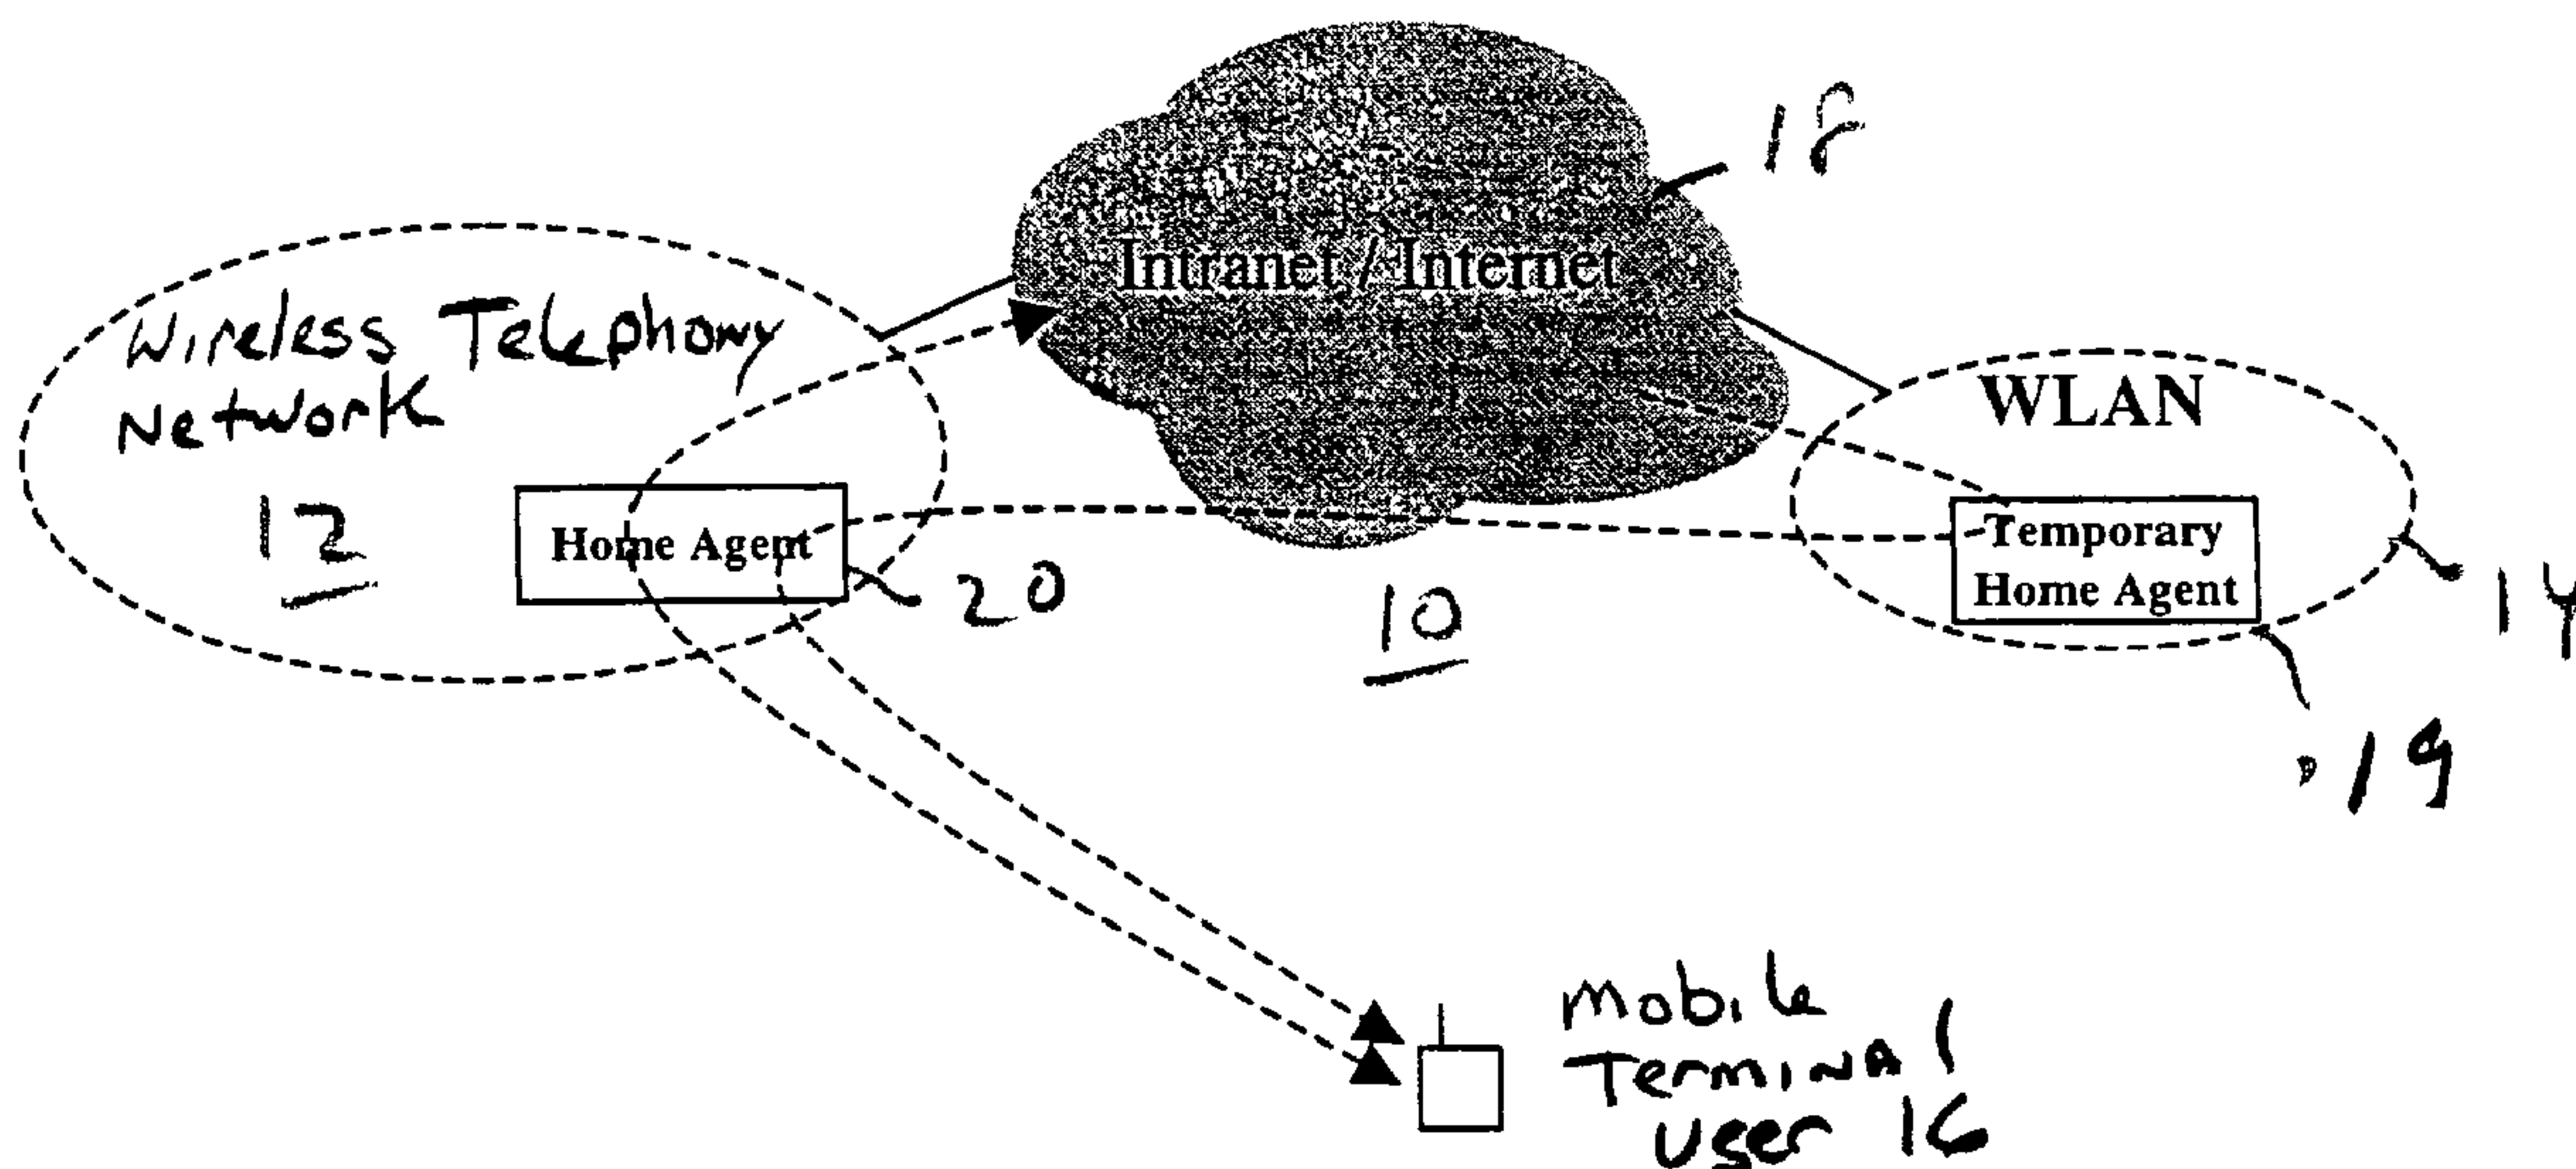 18
Intranet / Internet
Wireless Telephony
Network
12
Home Agent
20
10
WLAN
Temporary
Home Agent
14
19
Mobile
Terminal
User 16